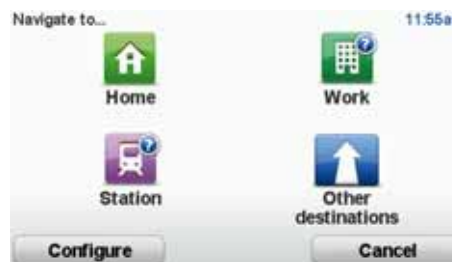 Navigate to...
11:55a
Home
Work
?
Station
?
Other
destinations
Configure
Cancel